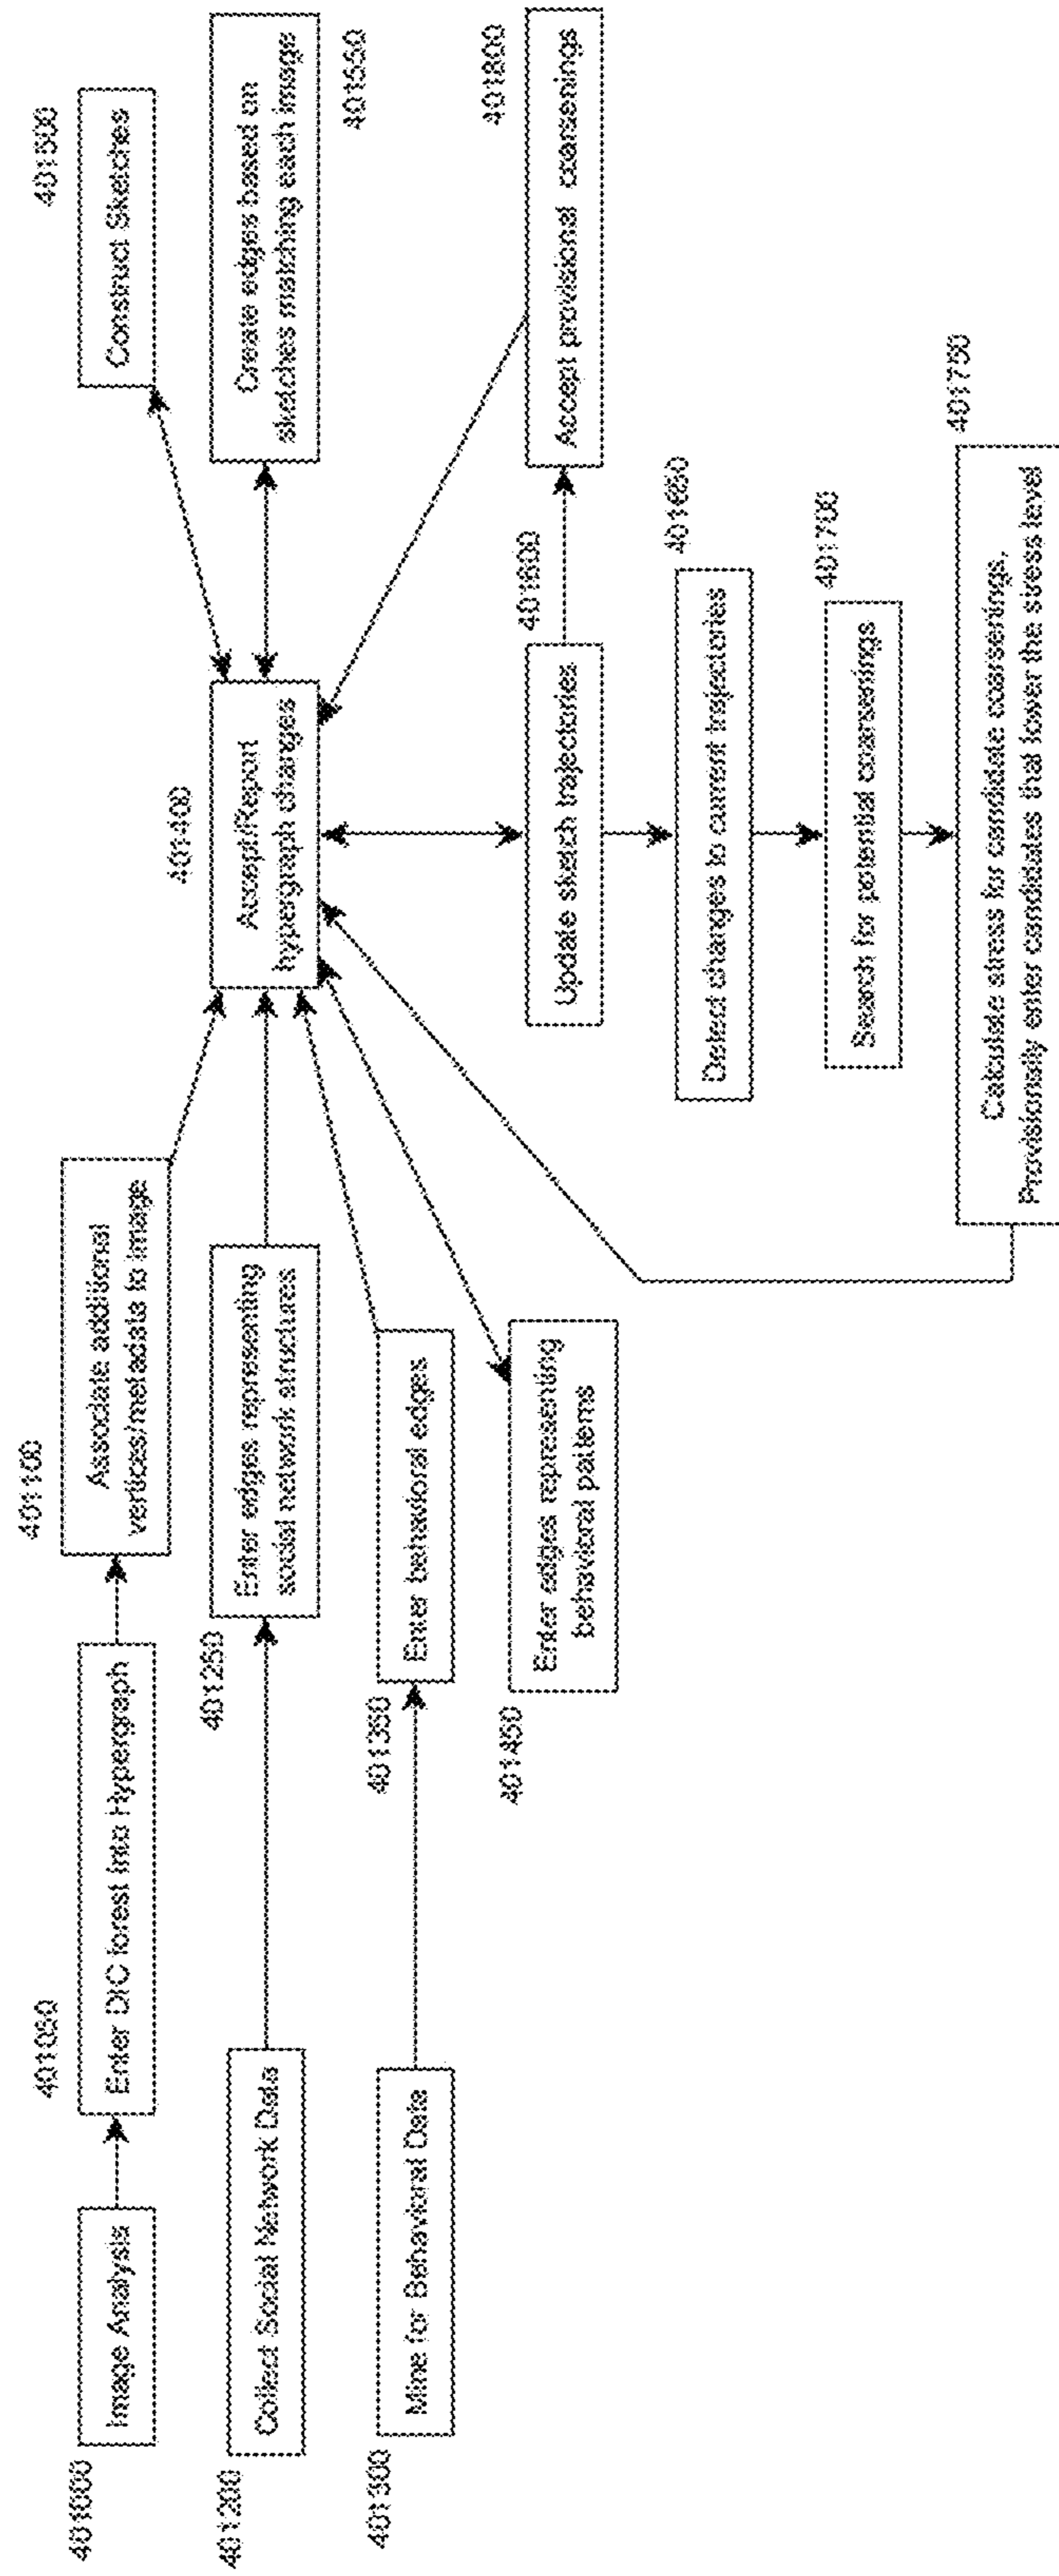 401000
Image Analysis
401050
Enter DIC forest into Hypergraph
401100
Associate additional
vertices/metadata to image
401200
Collect Social Network Data
401250
Enter edges representing
social network structures
401300
Mine for Behavioral Data
401350
Enter behavioral edges
401450
Enter edges representing
behavioral patterns
401400
Accept/Report
hypergraph changes
401500
Construct Sketches
Create edges based on
sketches matching each image
401550
401600
Update sketch trajectories
401800
Accept provisional coarsenings
401650
Detect changes to current trajectories
401700
Search for potential coarsenings
401750
Calculate stress for candidate coarsenings.
Provisionally enter candidates that lower the stress level